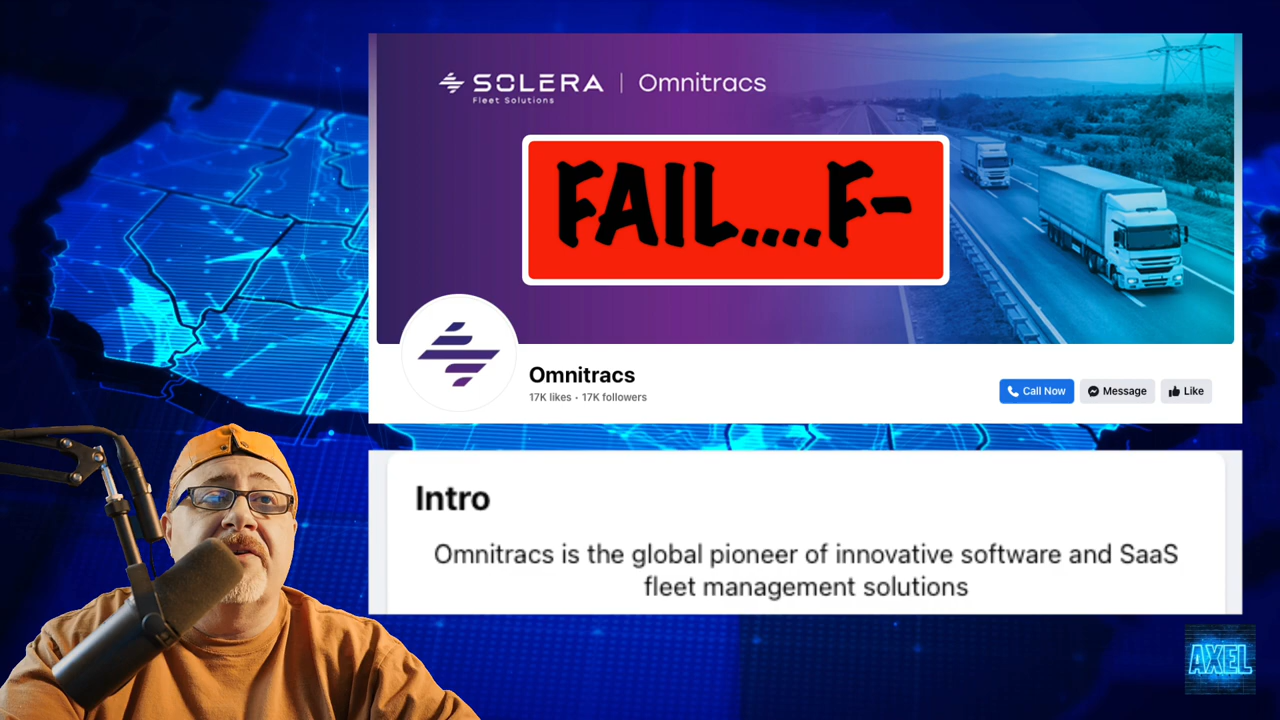 SOLERA | Omnitracs
Fleet Solutions
FAIL....F-
Omnitracs
17K likes • 17K followers
Call Now
Message
Like
Intro
Omnitracs is the global pioneer of innovative software and SaaS
fleet management solutions
AXEL